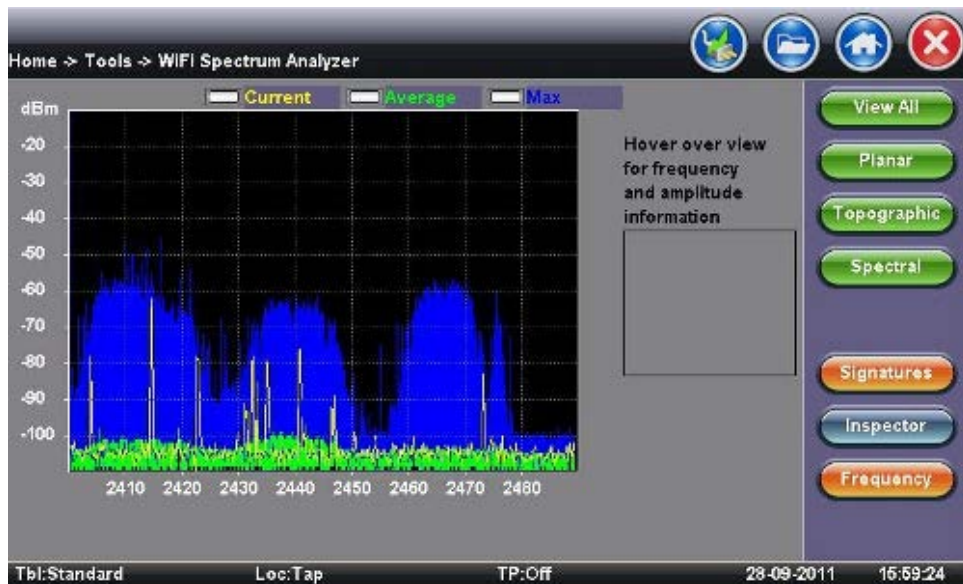 Home -> Tools -> WiFi Spectrum Analyzer
Current Average Max
dBm
-20
-30
-40
-50
-60
-70
-80
-90
-100
2410 2420 2430 2440 2450 2460 2470 2480
Hover over view
for frequency
and amplitude
information
View All
Planar
Topographic
Spectral
Signatures
Inspector
Frequency
Tbl:Standard Loc:Tap TP:Off 28-09-2011 15:59:24